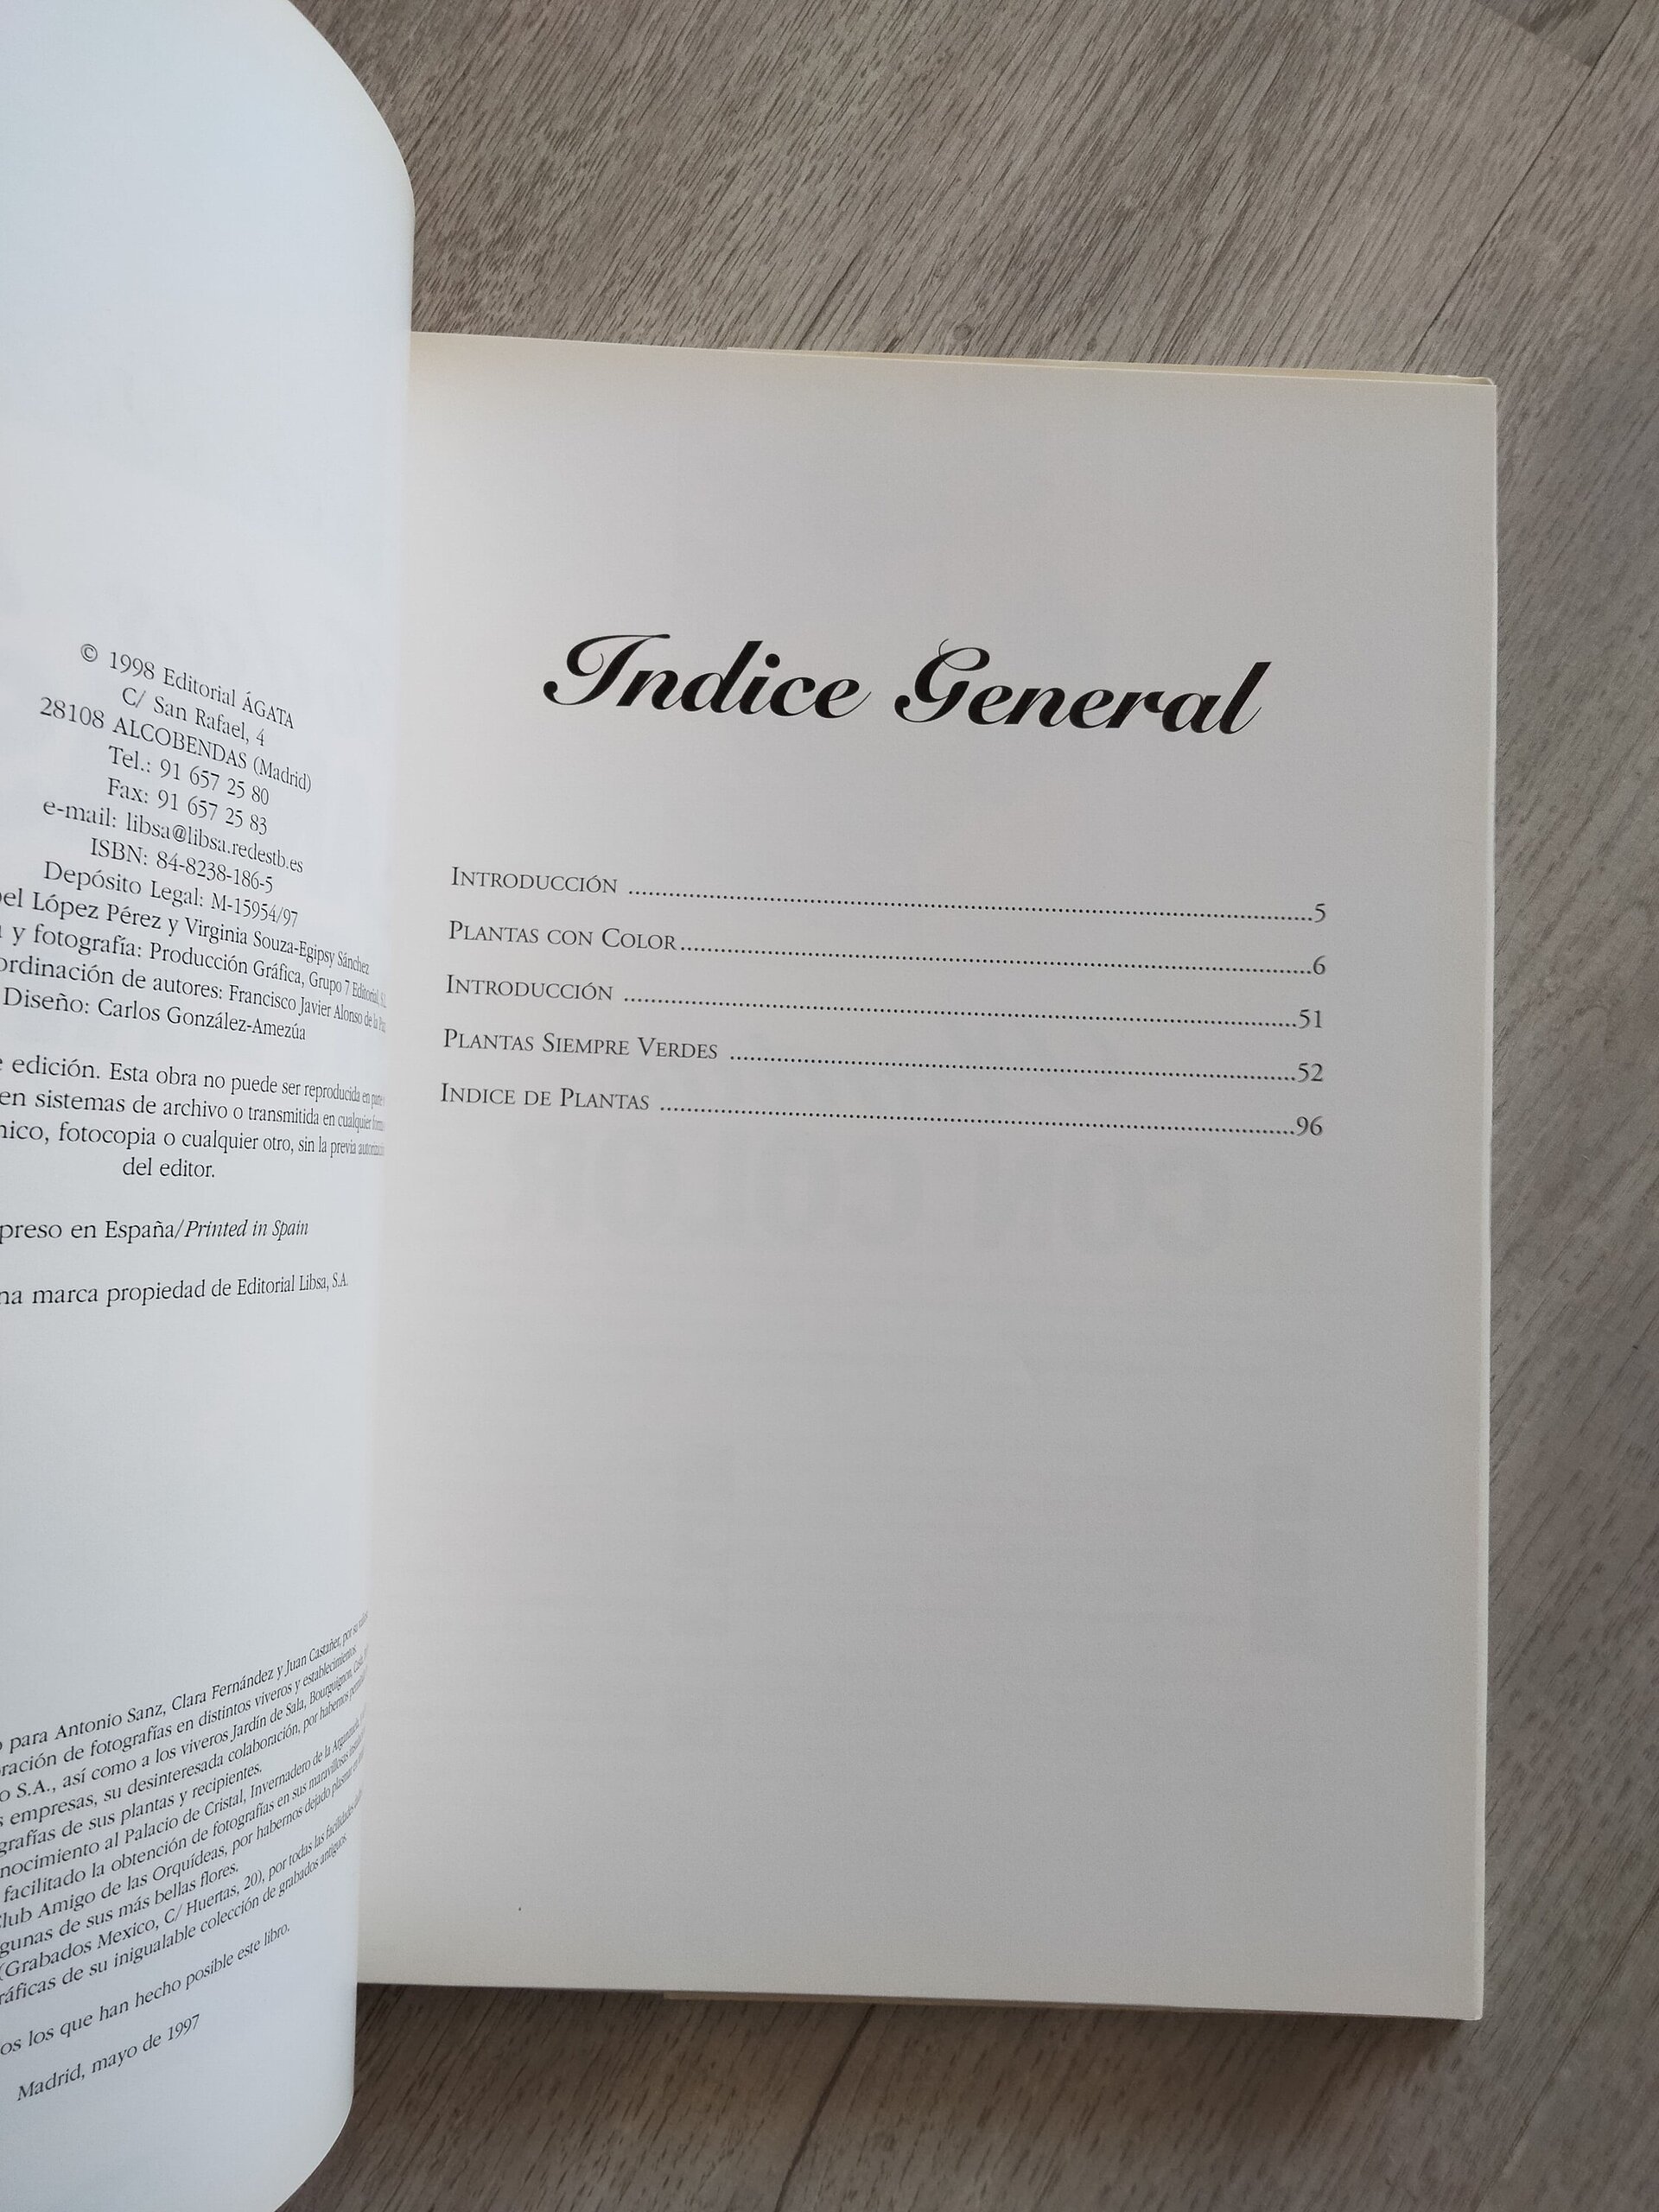 © 1998 Editorial ÁGATA
C/ San Rafael, 4
28108 ALCOBENDAS (Madrid)
Tel.: 91 657 25 80
Fax: 91 657 25 83
e-mail: libsa@libsa.redestb.es
ISBN: 84-8238-186-5
Depósito Legal: M-15954/97
López Pérez y Virginia Souza-Egipsy Sánchez
y fotografía: Producción Gráfica, Grupo 7 Editorial,
de autores: Francisco Javier Alonso de la
Diseño: Carlos González-Amezúa
edición. Esta obra no puede ser reproducida en
en sistemas de archivo o transmitida en cualquier
fotocopia o cualquier otro, sin la previa
del editor.
en España/Printed in Spain
marca propiedad de Editorial Libsa, S.A.
para Antonio Sanz, Clara Fernández y Juan Castañer, por su
de fotografías en distintos viveros y establecimientos.
S.A., así como a los viveros Jardín de Sala, Bourguignon,
empresas, su desinteresada colaboración, por habernos
de sus plantas y recipientes.
al Palacio de Cristal, Invernadero de la
facilitado la obtención de fotografías en sus maravillosas
Amigo de las Orquídeas, por habernos dejado plasmar en
de sus más bellas flores.
(Grabados Mexico, C/ Huertas, 20), por todas las facilidades
de su inigualable colección de grabados antiguos.
los que han hecho posible este libro.
Madrid, mayo de 1997
Indice General
INTRODUCCIÓN ........................................ 5
PLANTAS CON COLOR ........................................ 6
INTRODUCCIÓN ........................................ 51
PLANTAS SIEMPRE VERDES ........................................ 52
INDICE DE PLANTAS ........................................ 96